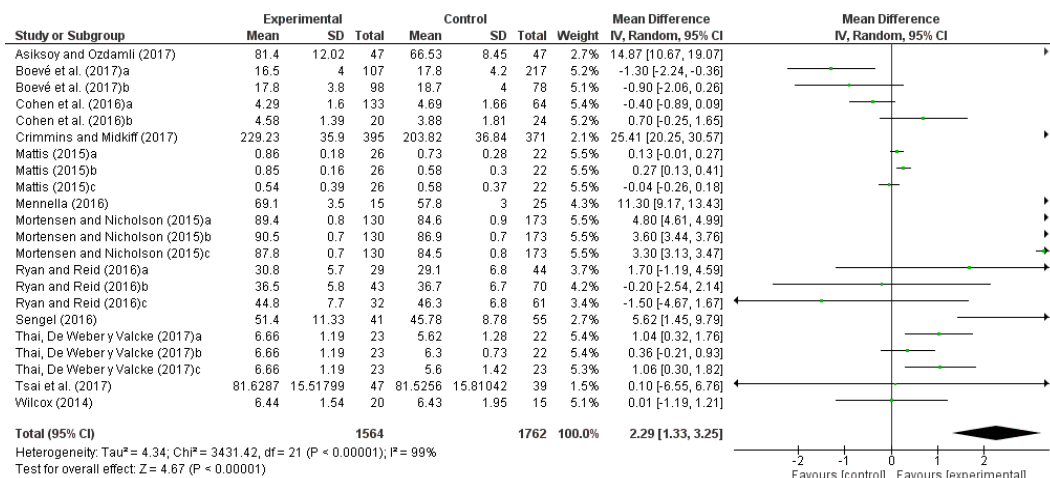 Experimental Control Mean Difference Mean Difference
Study or Subgroup Mean SD Total Mean SD Total Weight IV, Random, 95% CI IV, Random, 95% CI
Asiksoy and Ozdamli (2017) 81.4 12.02 47 66.53 8.45 47 2.7% 14.87 [10.67, 19.07]
Boevé et al. (2017)a 16.5 4 107 17.8 4.2 217 5.3% -1.30 [-2.24, -0.36]
Boevé et al. (2017)b 17.8 3.8 98 18.7 4 78 5.1% -0.90 [-2.06, 0.26]
Cohen et al. (2016)a 4.29 1.6 133 4.69 1.66 64 5.4% -0.40 [-0.89, 0.09]
Cohen et al. (2016)b 4.58 1.39 20 3.88 1.81 24 5.2% 0.70 [-0.25, 1.65]
Crimmins and Midkiff (2017) 229.23 35.9 395 203.82 36.84 371 2.1% 25.41 [20.25, 30.57]
Mattis (2015)a 0.86 0.18 26 0.73 0.28 22 5.5% 0.13 [-0.01, 0.27]
Mattis (2015)b 0.85 0.16 26 0.58 0.3 22 5.5% 0.27 [0.13, 0.41]
Mattis (2015)c 0.54 0.39 26 0.58 0.37 22 5.5% -0.04 [-0.26, 0.18]
Mennella (2016) 69.1 3.5 15 57.8 3 25 4.3% 11.30 [9.17, 13.43]
Mortensen and Nicholson (2015)a 89.4 0.8 130 84.6 0.9 173 5.5% 4.80 [4.61, 4.99]
Mortensen and Nicholson (2015)b 90.5 0.7 130 86.9 0.7 173 5.5% 3.60 [3.44, 3.76]
Mortensen and Nicholson (2015)c 87.8 0.7 130 84.5 0.8 173 5.5% 3.30 [3.13, 3.47]
Ryan and Reid (2016)a 30.8 5.7 29 29.1 6.8 44 3.6% 1.70 [-1.19, 4.59]
Ryan and Reid (2016)b 36.5 5.8 43 36.7 6.7 70 4.0% -0.20 [-2.54, 2.14]
Ryan and Reid (2016)c 44.8 7.7 32 46.3 6.8 61 3.4% -1.50 [-4.67, 1.67]
Sengel (2016) 51.4 11.33 41 45.78 8.78 55 2.7% 5.62 [1.45, 9.79]
Thai, De Weber y Valcke (2017)a 6.66 1.19 23 5.62 1.28 22 5.3% 1.04 [0.32, 1.76]
Thai, De Weber y Valcke (2017)b 6.66 1.19 23 6.3 0.73 22 5.4% 0.36 [-0.21, 0.93]
Thai, De Weber y Valcke (2017)c 6.66 1.19 23 5.6 1.42 23 5.3% 1.06 [0.30, 1.82]
Tsai et al. (2017) 81.6287 15.51799 47 81.5256 15.81042 39 1.5% 0.10 [-6.55, 6.76]
Wilcox (2014) 6.44 1.54 20 6.43 1.95 15 5.1% 0.01 [-1.19, 1.21]
Total (95% CI) 1564 1762 100.0% 2.29 [1.33, 3.25]
Heterogeneity: Tau² = 4.34; Chi² = 3431.42, df = 21 (P < 0.00001); I² = 99%
Test for overall effect: Z = 4.67 (P < 0.00001)
-2 -1 0 1 2
Favours [control] Favours [experimental]